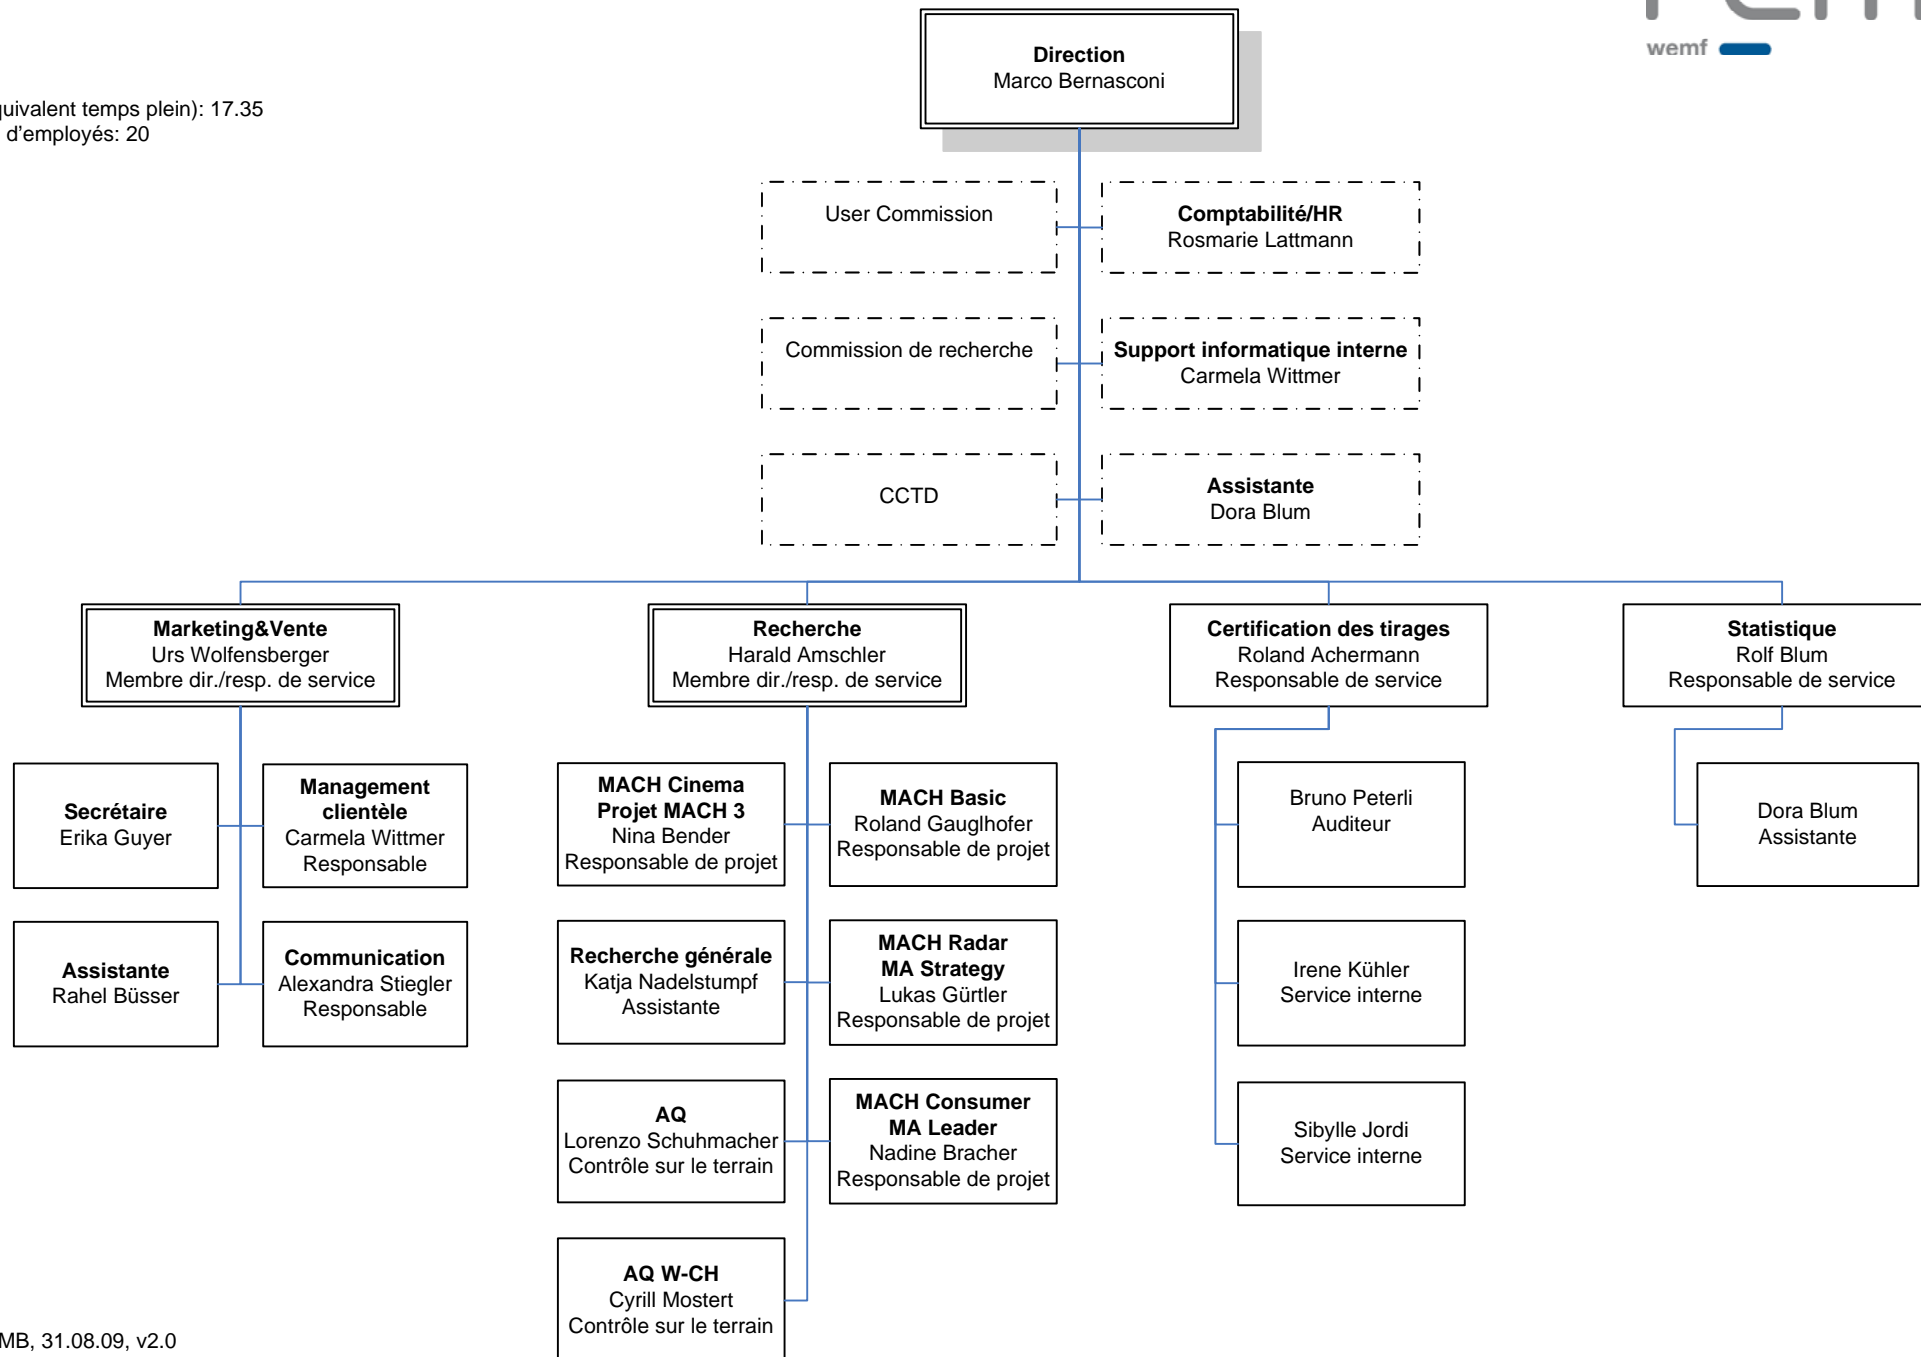 wemf
Direction
Marco Bernasconi
quivalent temps plein): 17.35
d'employés: 20
User Commission
Comptabilité/HR
Rosmarie Lattmann
Commission de recherche
Support informatique interne
Carmela Wittmer
CCTD
Assistante
Dora Blum
Marketing&Vente
Urs Wolfensberger
Membre dir./resp. de service
Recherche
Harald Amschler
Membre dir./resp. de service
Certification des tirages
Roland Achermann
Responsable de service
Statistique
Rolf Blum
Responsable de service
Secrétaire
Erika Guyer
Management
clientèle
Carmela Wittmer
Responsable
MACH Cinema
Projet MACH 3
Nina Bender
Responsable de projet
MACH Basic
Roland Gauglhofer
Responsable de projet
Bruno Peterli
Auditeur
Dora Blum
Assistante
Assistante
Rahel Büsser
Communication
Alexandra Stiegler
Responsable
Recherche générale
Katja Nadelstumpf
Assistante
MACH Radar
MA Strategy
Lukas Gürtler
Responsable de projet
Irene Kühler
Service interne
AQ
Lorenzo Schuhmacher
Contrôle sur le terrain
MACH Consumer
MA Leader
Nadine Bracher
Responsable de projet
Sibylle Jordi
Service interne
AQ W-CH
Cyrill Mostert
Contrôle sur le terrain
MB, 31.08.09, v2.0